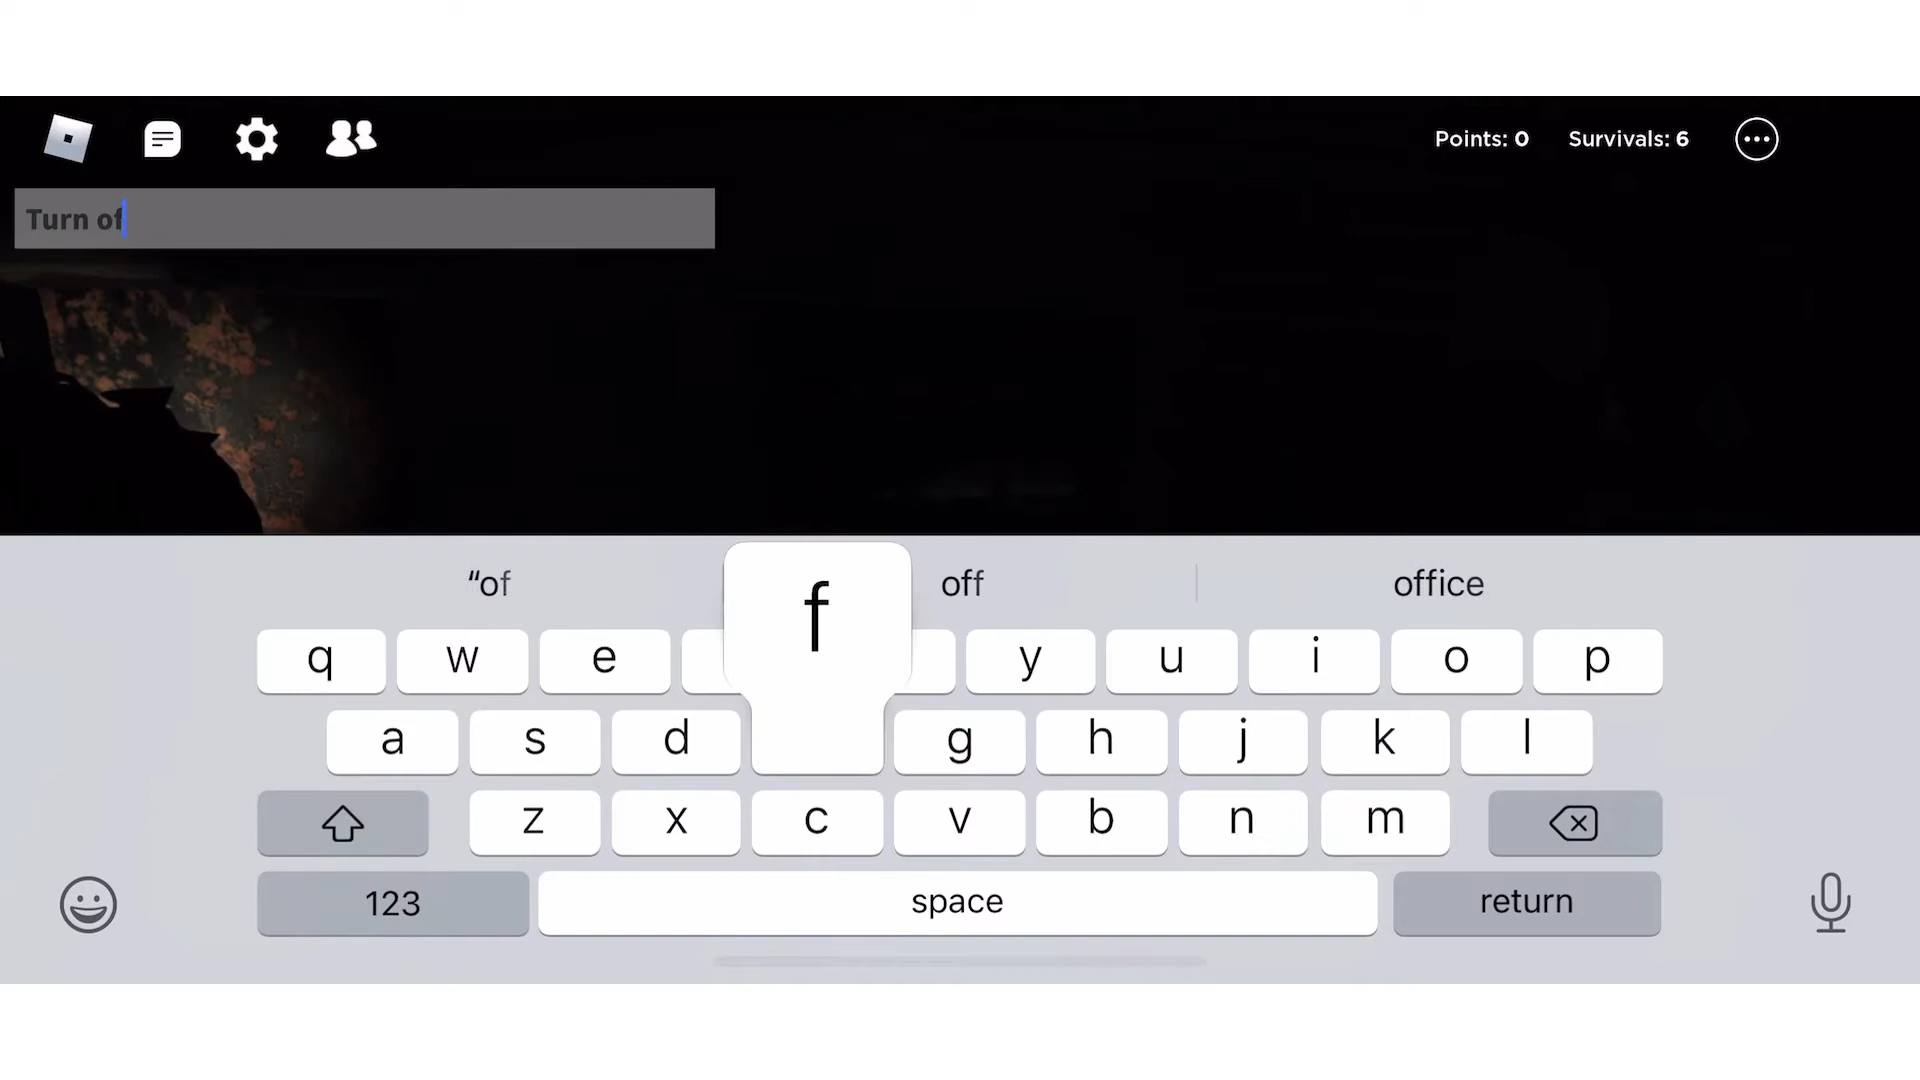 Points: 0 Survivals: 6
Turn of
“of off office
f
q w e y u i o p
a s d g h j k l
z x c v b n m
123 space return